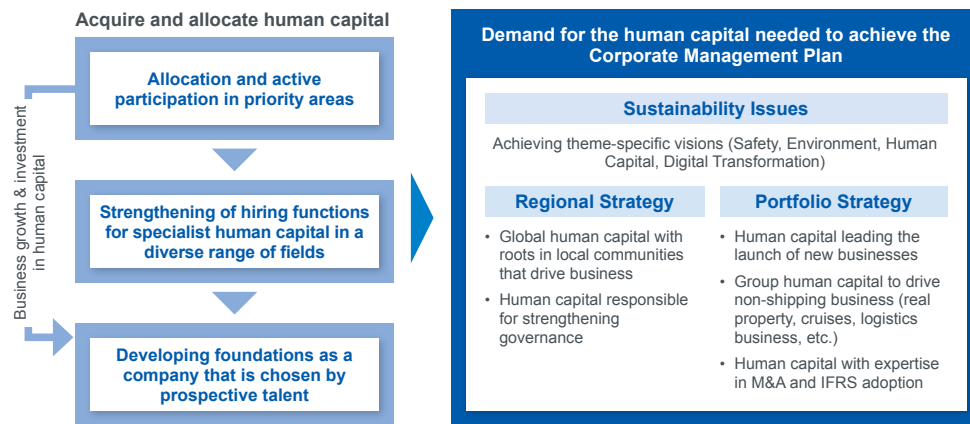 Acquire and allocate human capital
Allocation and active
participation in priority areas
Strengthening of hiring functions
for specialist human capital in a
diverse range of fields
Developing foundations as a
company that is chosen by
prospective talent
Business growth & investment
in human capital
Demand for the human capital needed to achieve the
Corporate Management Plan
Sustainability Issues
Achieving theme-specific visions (Safety, Environment, Human
Capital, Digital Transformation)
Regional Strategy
• Global human capital with
roots in local communities
that drive business
• Human capital responsible
for strengthening
governance
Portfolio Strategy
• Human capital leading the
launch of new businesses
• Group human capital to drive
non-shipping business (real
property, cruises, logistics
business, etc.)
• Human capital with expertise
in M&A and IFRS adoption